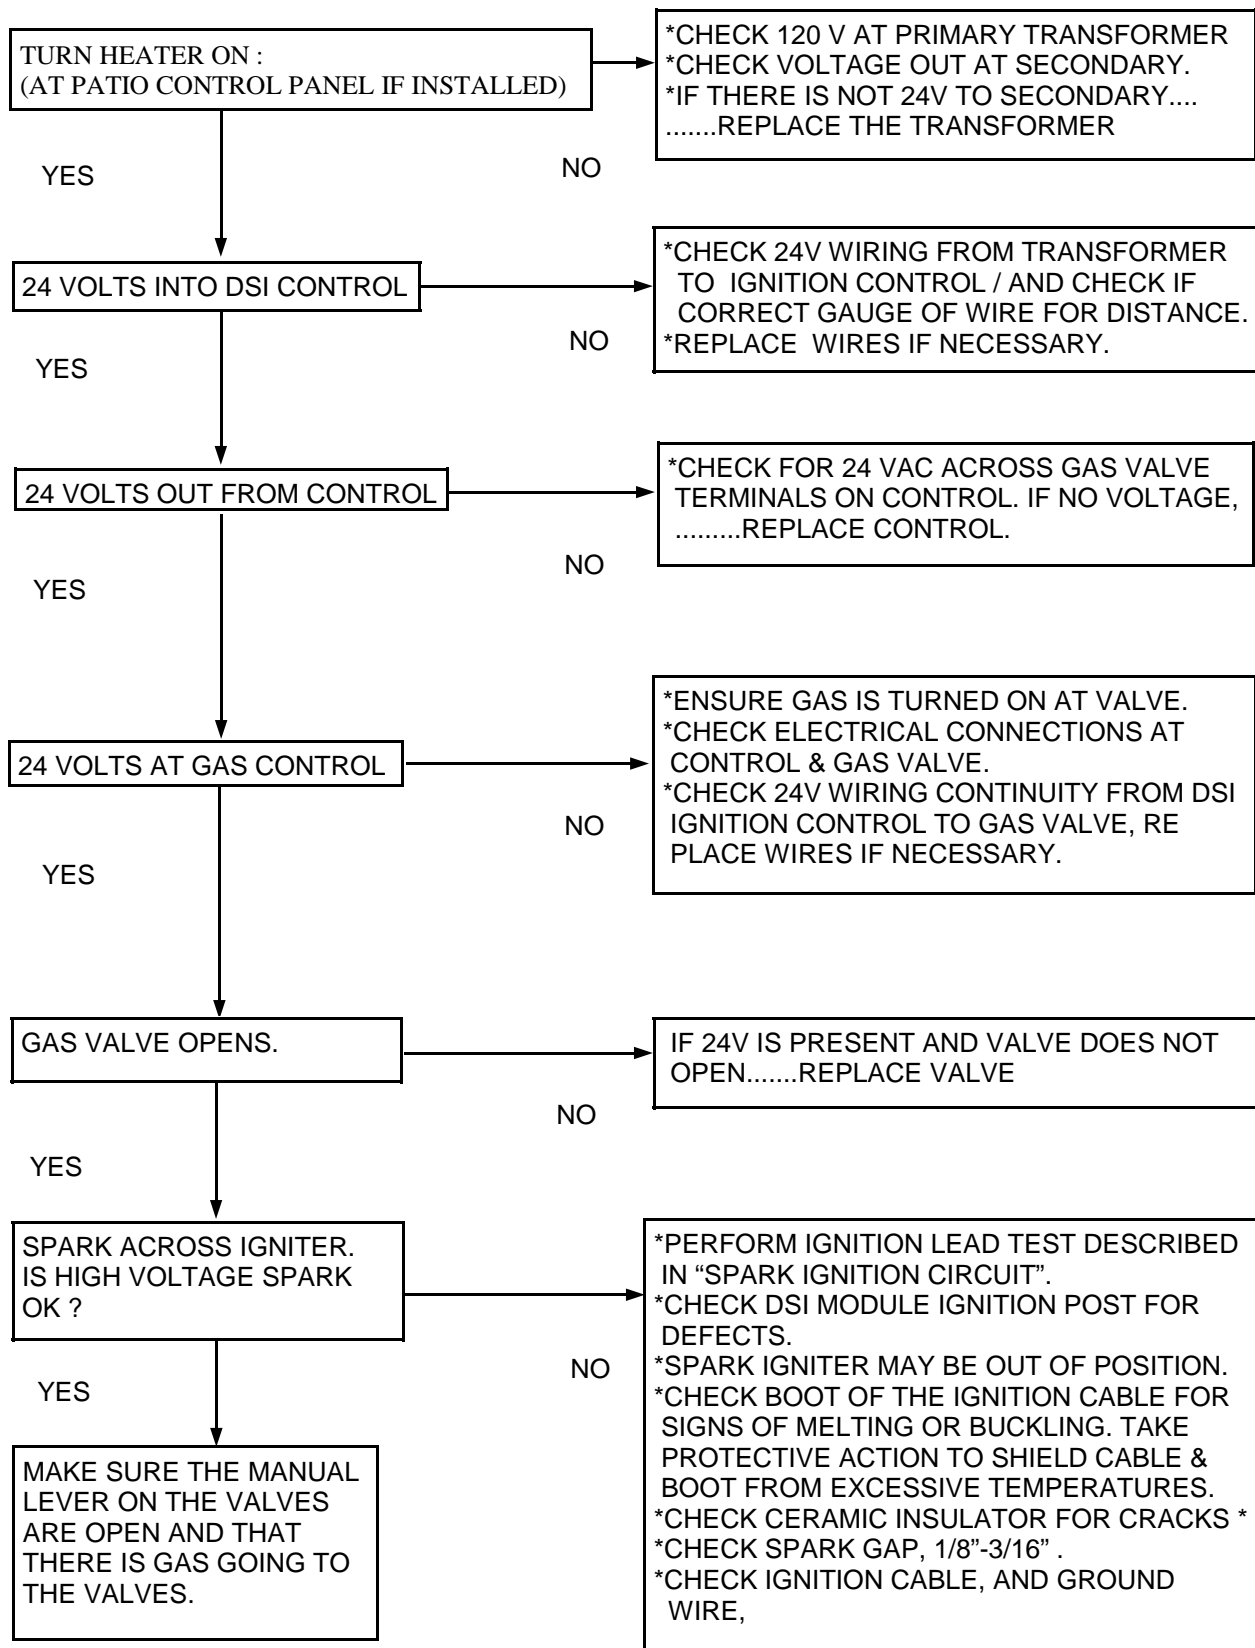 TURN HEATER ON :
(AT PATIO CONTROL PANEL IF INSTALLED)
*CHECK 120 V AT PRIMARY TRANSFORMER
*CHECK VOLTAGE OUT AT SECONDARY.
*IF THERE IS NOT 24V TO SECONDARY....
.......REPLACE THE TRANSFORMER
YES
NO
24 VOLTS INTO DSI CONTROL
*CHECK 24V WIRING FROM TRANSFORMER
TO IGNITION CONTROL / AND CHECK IF
CORRECT GAUGE OF WIRE FOR DISTANCE.
*REPLACE WIRES IF NECESSARY.
YES
NO
24 VOLTS OUT FROM CONTROL
*CHECK FOR 24 VAC ACROSS GAS VALVE
TERMINALS ON CONTROL. IF NO VOLTAGE,
.........REPLACE CONTROL.
YES
NO
24 VOLTS AT GAS CONTROL
*ENSURE GAS IS TURNED ON AT VALVE.
*CHECK ELECTRICAL CONNECTIONS AT
CONTROL & GAS VALVE.
*CHECK 24V WIRING CONTINUITY FROM DSI
IGNITION CONTROL TO GAS VALVE, RE
PLACE WIRES IF NECESSARY.
YES
NO
GAS VALVE OPENS.
IF 24V IS PRESENT AND VALVE DOES NOT
OPEN.......REPLACE VALVE
YES
NO
SPARK ACROSS IGNITER.
IS HIGH VOLTAGE SPARK
OK ?
*PERFORM IGNITION LEAD TEST DESCRIBED
IN “SPARK IGNITION CIRCUIT”.
*CHECK DSI MODULE IGNITION POST FOR
DEFECTS.
*SPARK IGNITER MAY BE OUT OF POSITION.
*CHECK BOOT OF THE IGNITION CABLE FOR
SIGNS OF MELTING OR BUCKLING. TAKE
PROTECTIVE ACTION TO SHIELD CABLE &
BOOT FROM EXCESSIVE TEMPERATURES.
*CHECK CERAMIC INSULATOR FOR CRACKS *
*CHECK SPARK GAP, 1/8”-3/16” .
*CHECK IGNITION CABLE, AND GROUND
WIRE,
YES
NO
MAKE SURE THE MANUAL
LEVER ON THE VALVES
ARE OPEN AND THAT
THERE IS GAS GOING TO
THE VALVES.